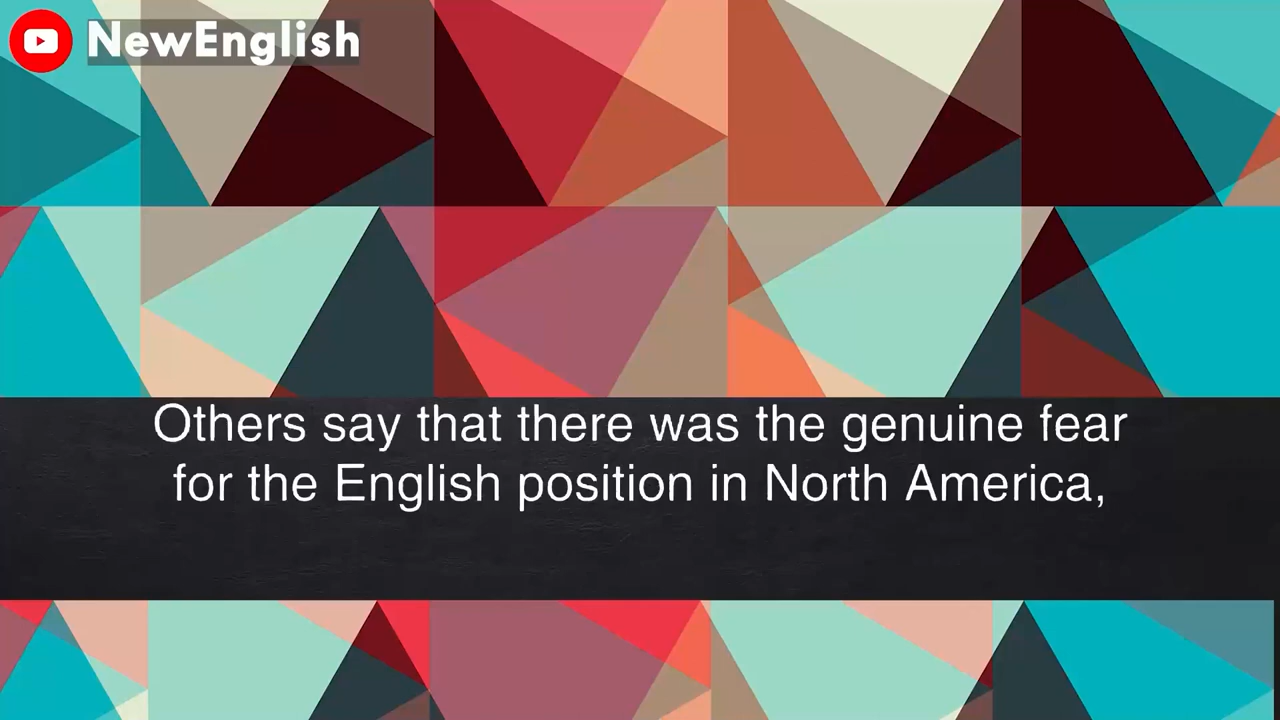 NewEnglish
Others say that there was the genuine fear
for the English position in North America,